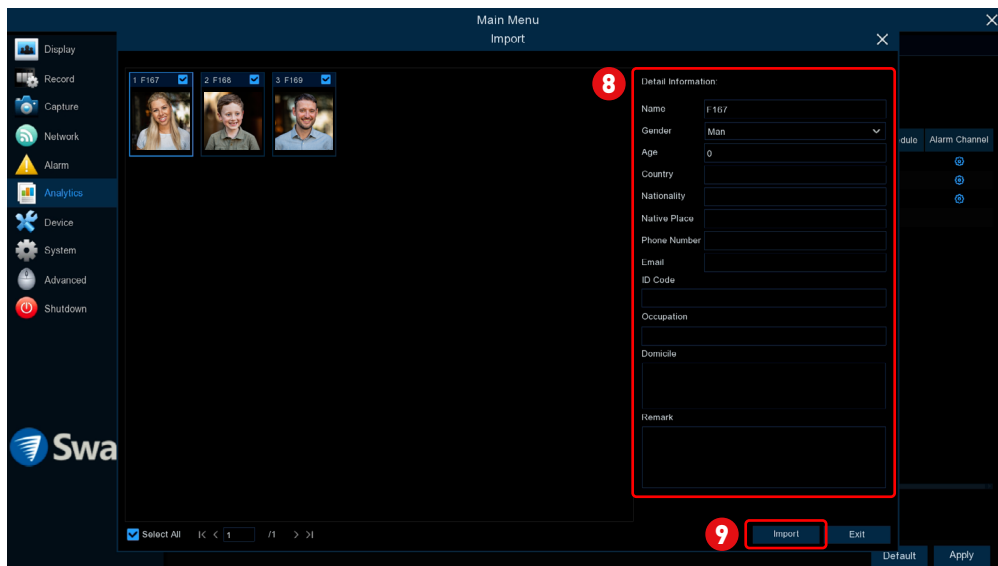 Main Menu
Import
Display
Record
Capture
Network
Alarm
Analytics
Device
System
Advanced
Shutdown
Swa
1 F167
2 F168
3 F169
8
Detail Information:
Name F167
Gender Man
Age 0
Country
Nationality
Native Place
Phone Number
Email
ID Code
Occupation
Domicile
Remark
edule Alarm Channel
Select All 1 /1
9
Import Exit
Default Apply